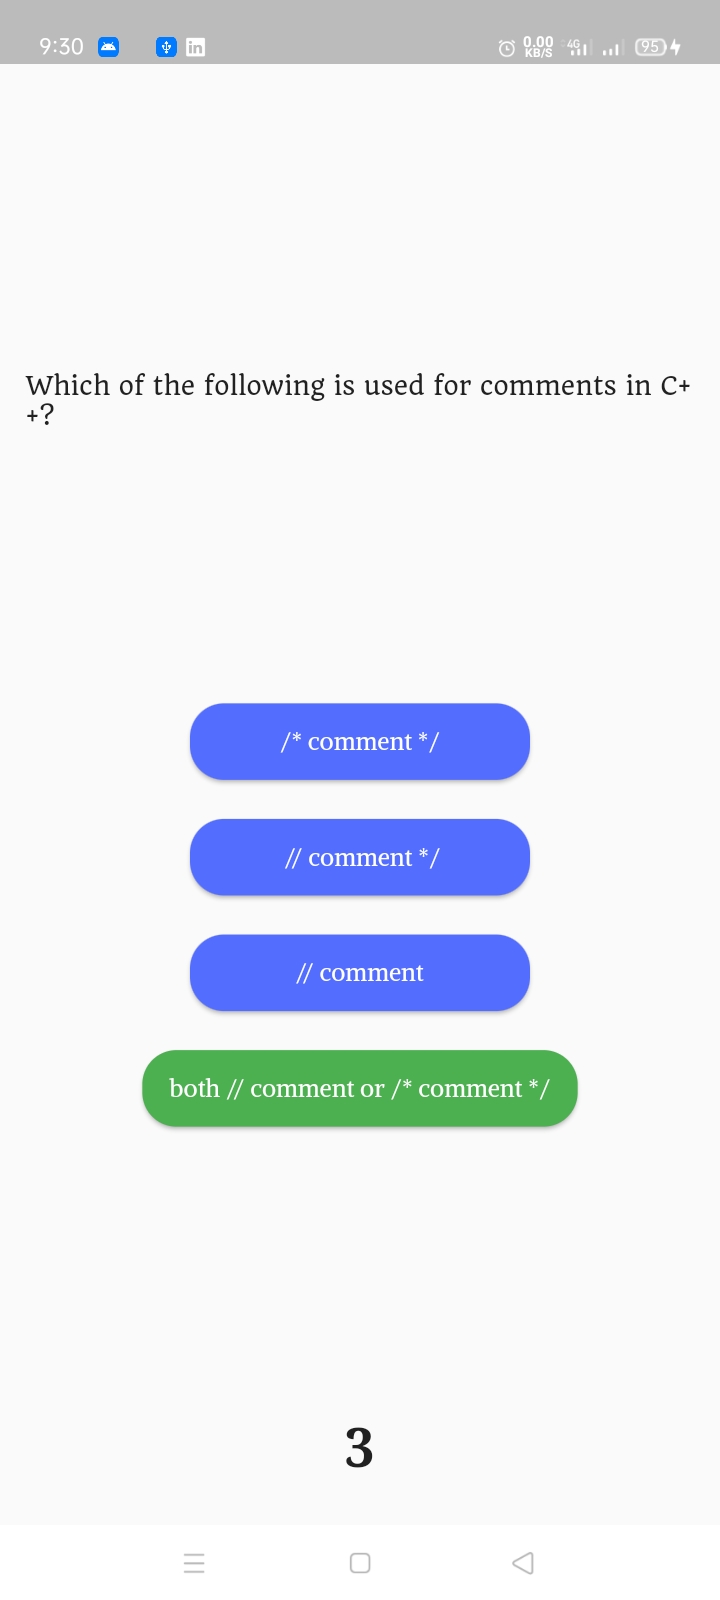 9:30 in 0.00 KB/S 4G 95
Which of the following is used for comments in C+
+?
/* comment */
// comment */
// comment
both // comment or /* comment */
3